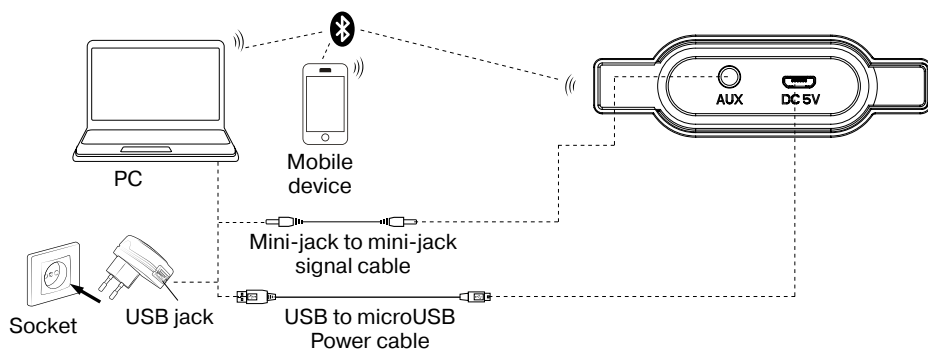 AUX
DC 5V
PC
Mobile
device
Mini-jack to mini-jack
signal cable
Socket
USB jack
USB to microUSB
Power cable